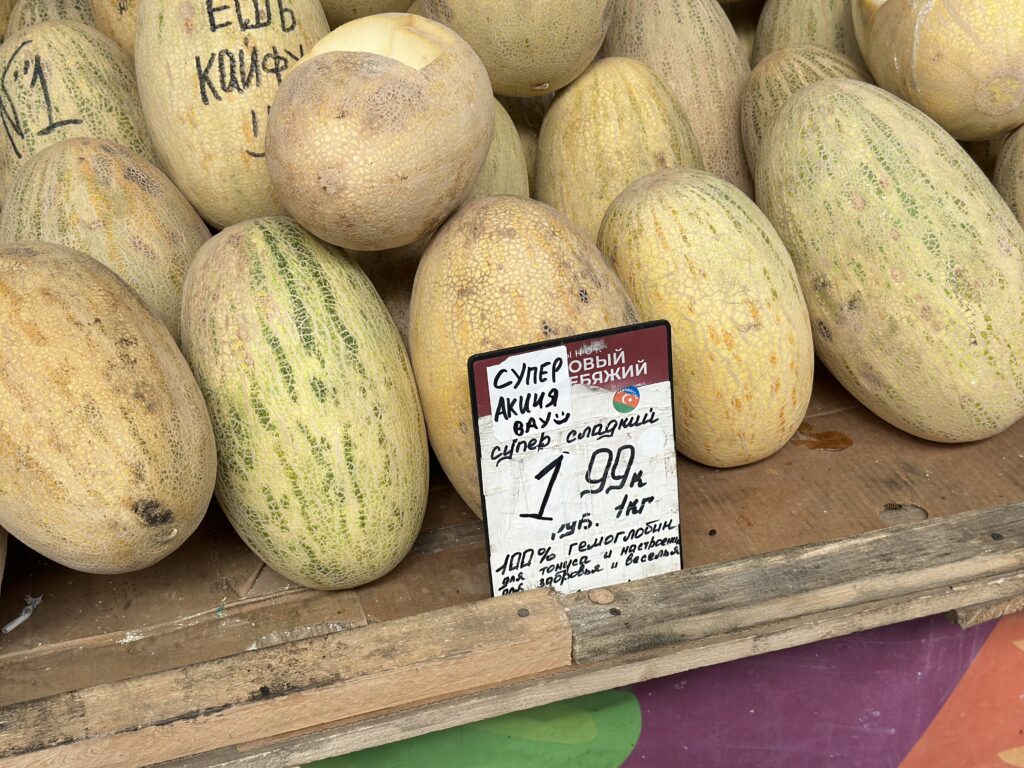 ЕШЬ
КАЙФУ
№1
ОВЫЙ
ЕБЯЖИЙ
СУПЕР
АКЦИЯ
ВАУ
супер сладкий
1 99к
руб. 1кг
100% гемоглобин
для тонуса и настроения
для здоровья и веселья